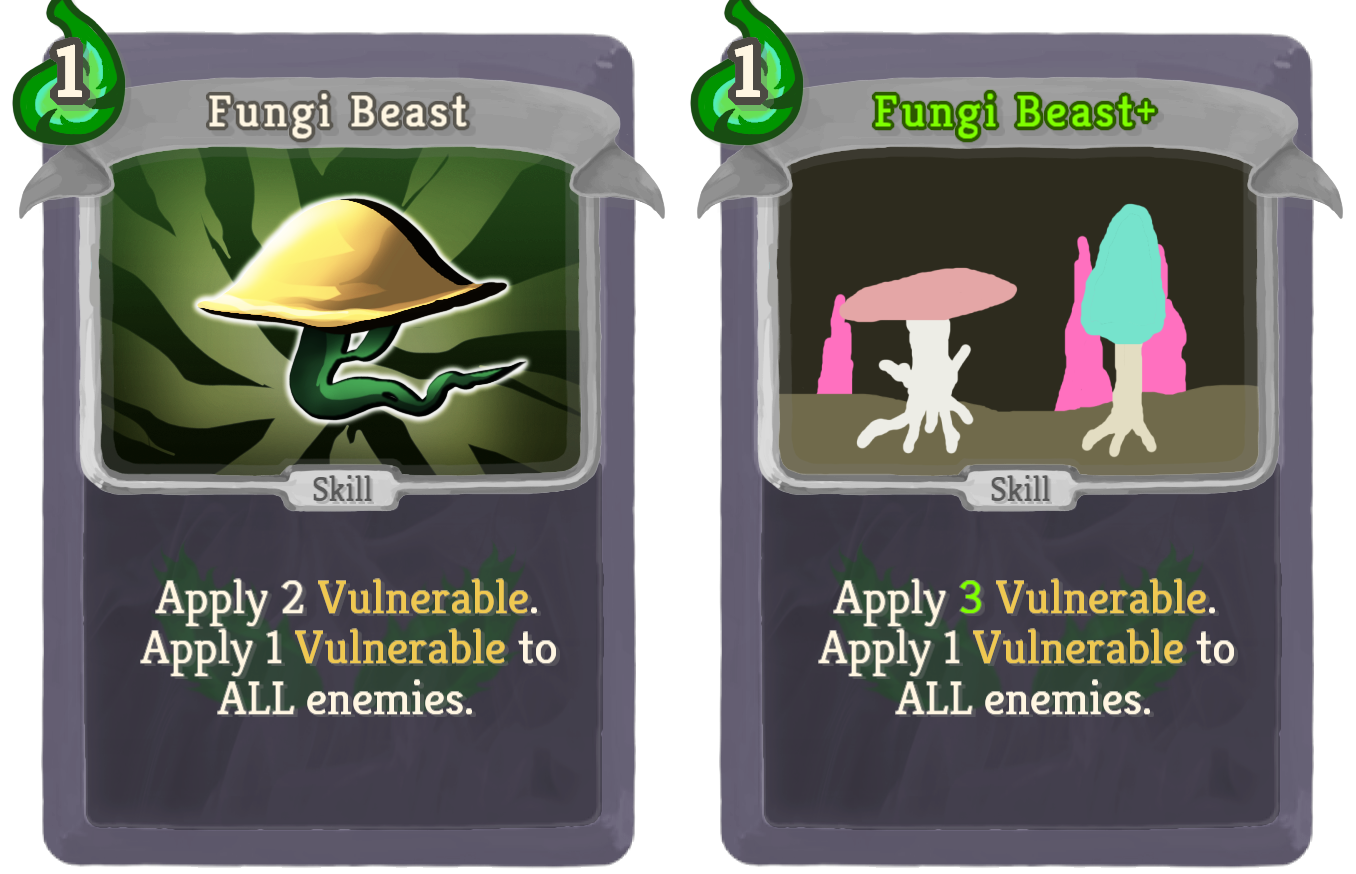 1
Fungi Beast
Skill
Apply 2 Vulnerable.
Apply 1 Vulnerable to
ALL enemies.
1
Fungi Beast+
Skill
Apply 3 Vulnerable.
Apply 1 Vulnerable to
ALL enemies.